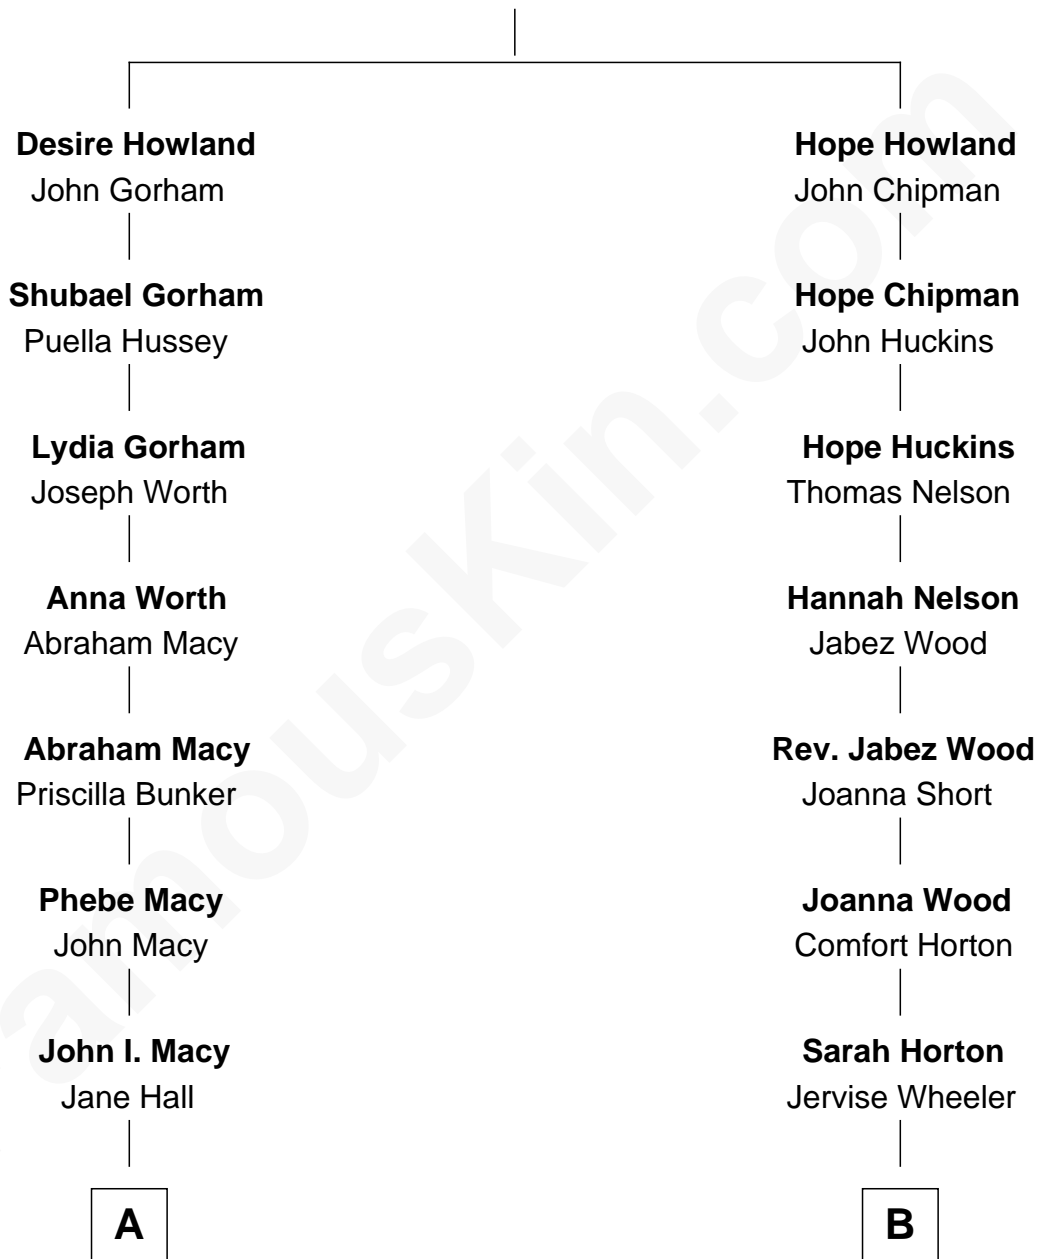 Desire Howland
John Gorham
Shubael Gorham
Puella Hussey
Lydia Gorham
Joseph Worth
Anna Worth
Abraham Macy
Abraham Macy
Priscilla Bunker
Phebe Macy
John Macy
John I. Macy
Jane Hall
A
Hope Howland
John Chipman
Hope Chipman
John Huckins
Hope Huckins
Thomas Nelson
Hannah Nelson
Jabez Wood
Rev. Jabez Wood
Joanna Short
Joanna Wood
Comfort Horton
Sarah Horton
Jervise Wheeler
B
amousKin.com